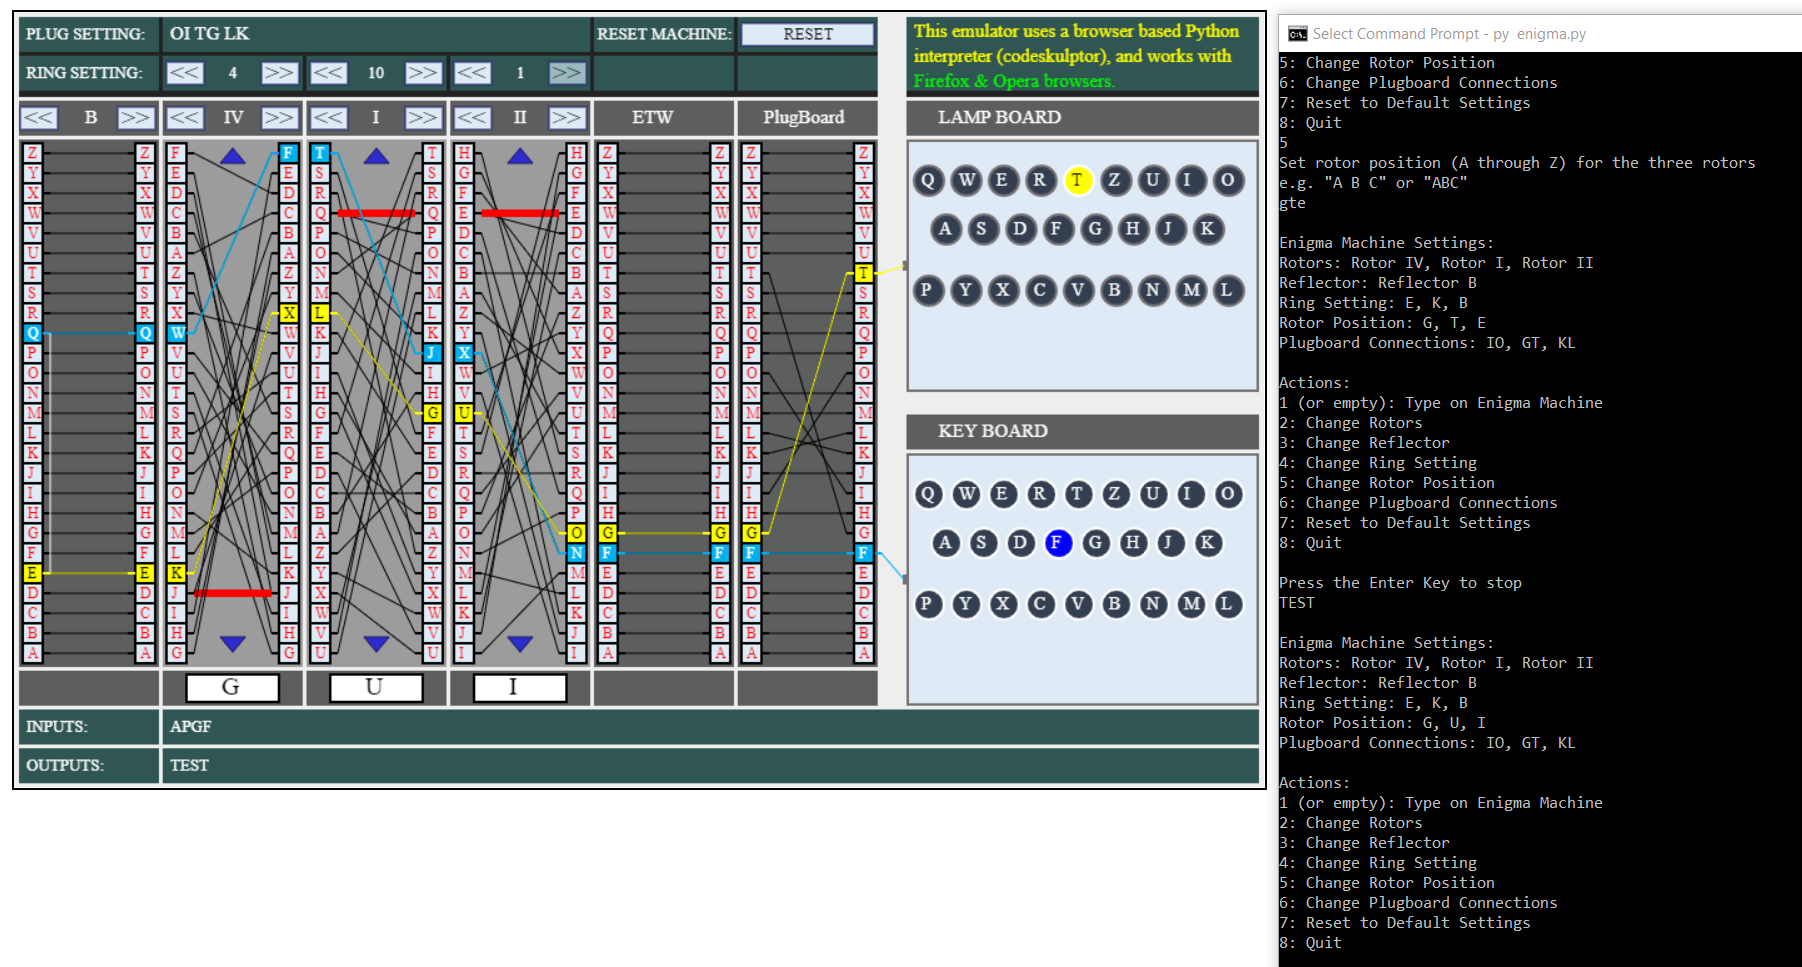 PLUG SETTING: OI TG LK RESET MACHINE: RESET
RING SETTING: << 4 >> << 10 >> << 1 >>
<< B >> << IV >> << I >> << II >> ETW PlugBoard
Z Z F F T T H H Z Z Z Z
Y Y E E S S G G Y Y Y Y
X X D D R R F F X X X X
W W C C Q Q E E W W W W
V V B B P P D D V V V V
U U A A O O C C U U U U
T T Z Z N N B B T T T T
S S Y Y M M A A S S S S
R R X X L L Z Z R R R R
Q Q W W K K Y Y Q Q Q Q
P P V V J J X X P P P P
O O U U I I W W O O O O
N N T T H H V V N N N N
M M S S G G U U M M M M
L L R R F F T T L L L L
K K Q Q E E S S K K K K
J J P P D D R R J J J J
I I O O C C Q Q I I I I
H H N N B B P P H H H H
G G M M A A O O G G G G
F F L L Z Z N N F F F F
E E K K Y Y M M E E E E
D D J J X X L L D D D D
C C I I W W K K C C C C
B B H H V V J J B B B B
A A G G U U I I A A A A
G U I
INPUTS: APGF
OUTPUTS: TEST
This emulator uses a browser based Python
interpreter (codeskulptor), and works with
Firefox & Opera browsers.
LAMP BOARD
Q W E R T Z U I O
A S D F G H J K
P Y X C V B N M L
KEY BOARD
Q W E R T Z U I O
A S D F G H J K
P Y X C V B N M L
Select Command Prompt - py  enigma.py
5: Change Rotor Position
6: Change Plugboard Connections
7: Reset to Default Settings
8: Quit
5
Set rotor position (A through Z) for the three rotors
e.g. "A B C" or "ABC"
gte
Enigma Machine Settings:
Rotors: Rotor IV, Rotor I, Rotor II
Reflector: Reflector B
Ring Setting: E, K, B
Rotor Position: G, T, E
Plugboard Connections: IO, GT, KL
Actions:
1 (or empty): Type on Enigma Machine
2: Change Rotors
3: Change Reflector
4: Change Ring Setting
5: Change Rotor Position
6: Change Plugboard Connections
7: Reset to Default Settings
8: Quit
Press the Enter Key to stop
TEST
Enigma Machine Settings:
Rotors: Rotor IV, Rotor I, Rotor II
Reflector: Reflector B
Ring Setting: E, K, B
Rotor Position: G, U, I
Plugboard Connections: IO, GT, KL
Actions:
1 (or empty): Type on Enigma Machine
2: Change Rotors
3: Change Reflector
4: Change Ring Setting
5: Change Rotor Position
6: Change Plugboard Connections
7: Reset to Default Settings
8: Quit